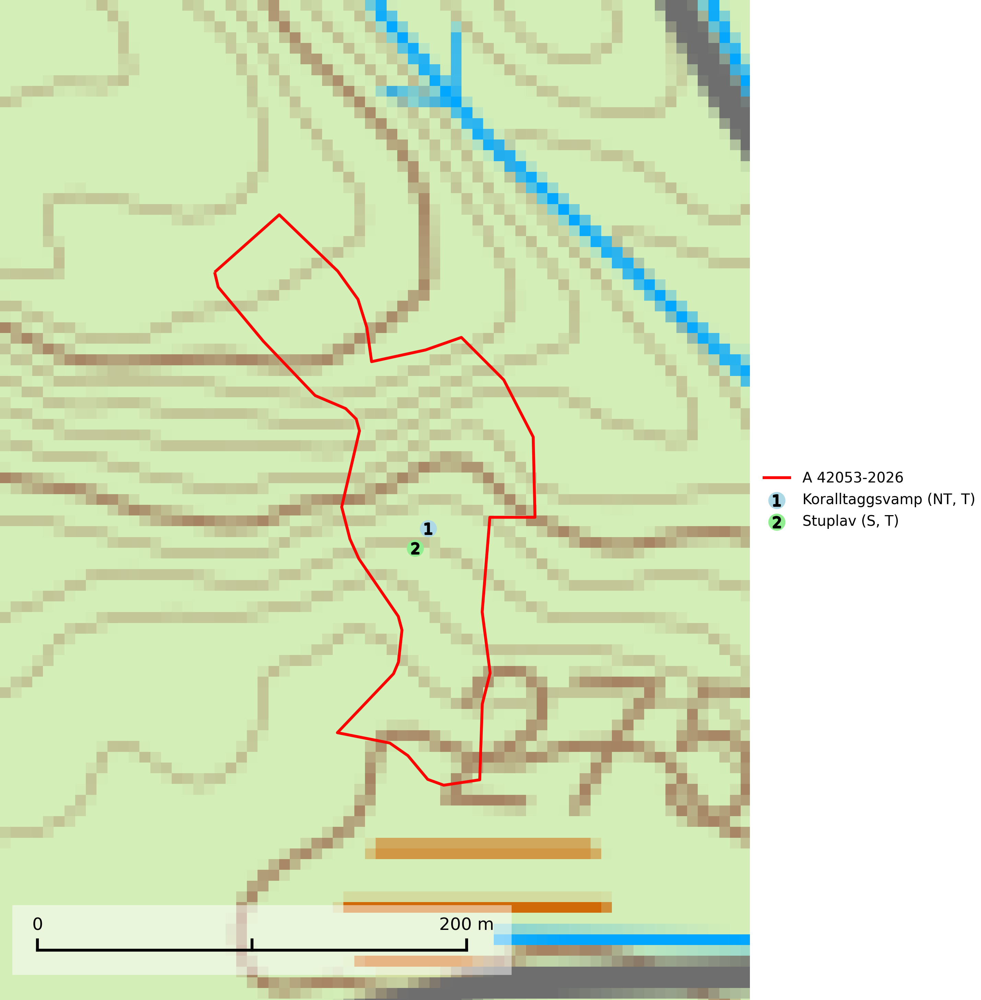 1
2
A 42053-2026
1 Koralltaggsvamp (NT, T)
2 Stuplav (S, T)
0 200 m